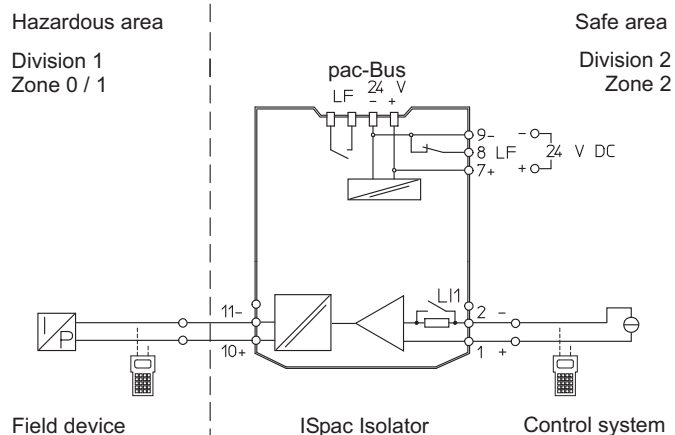 Hazardous area
Safe area
Division 1
Zone 0 / 1
Division 2
Zone 2
pac-Bus
LF 24 V
- +
9- - 24 V DC
8 LF
7+ +
LI1
11- 2 -
10+ 1 +
I
P
Field device
ISpac Isolator
Control system